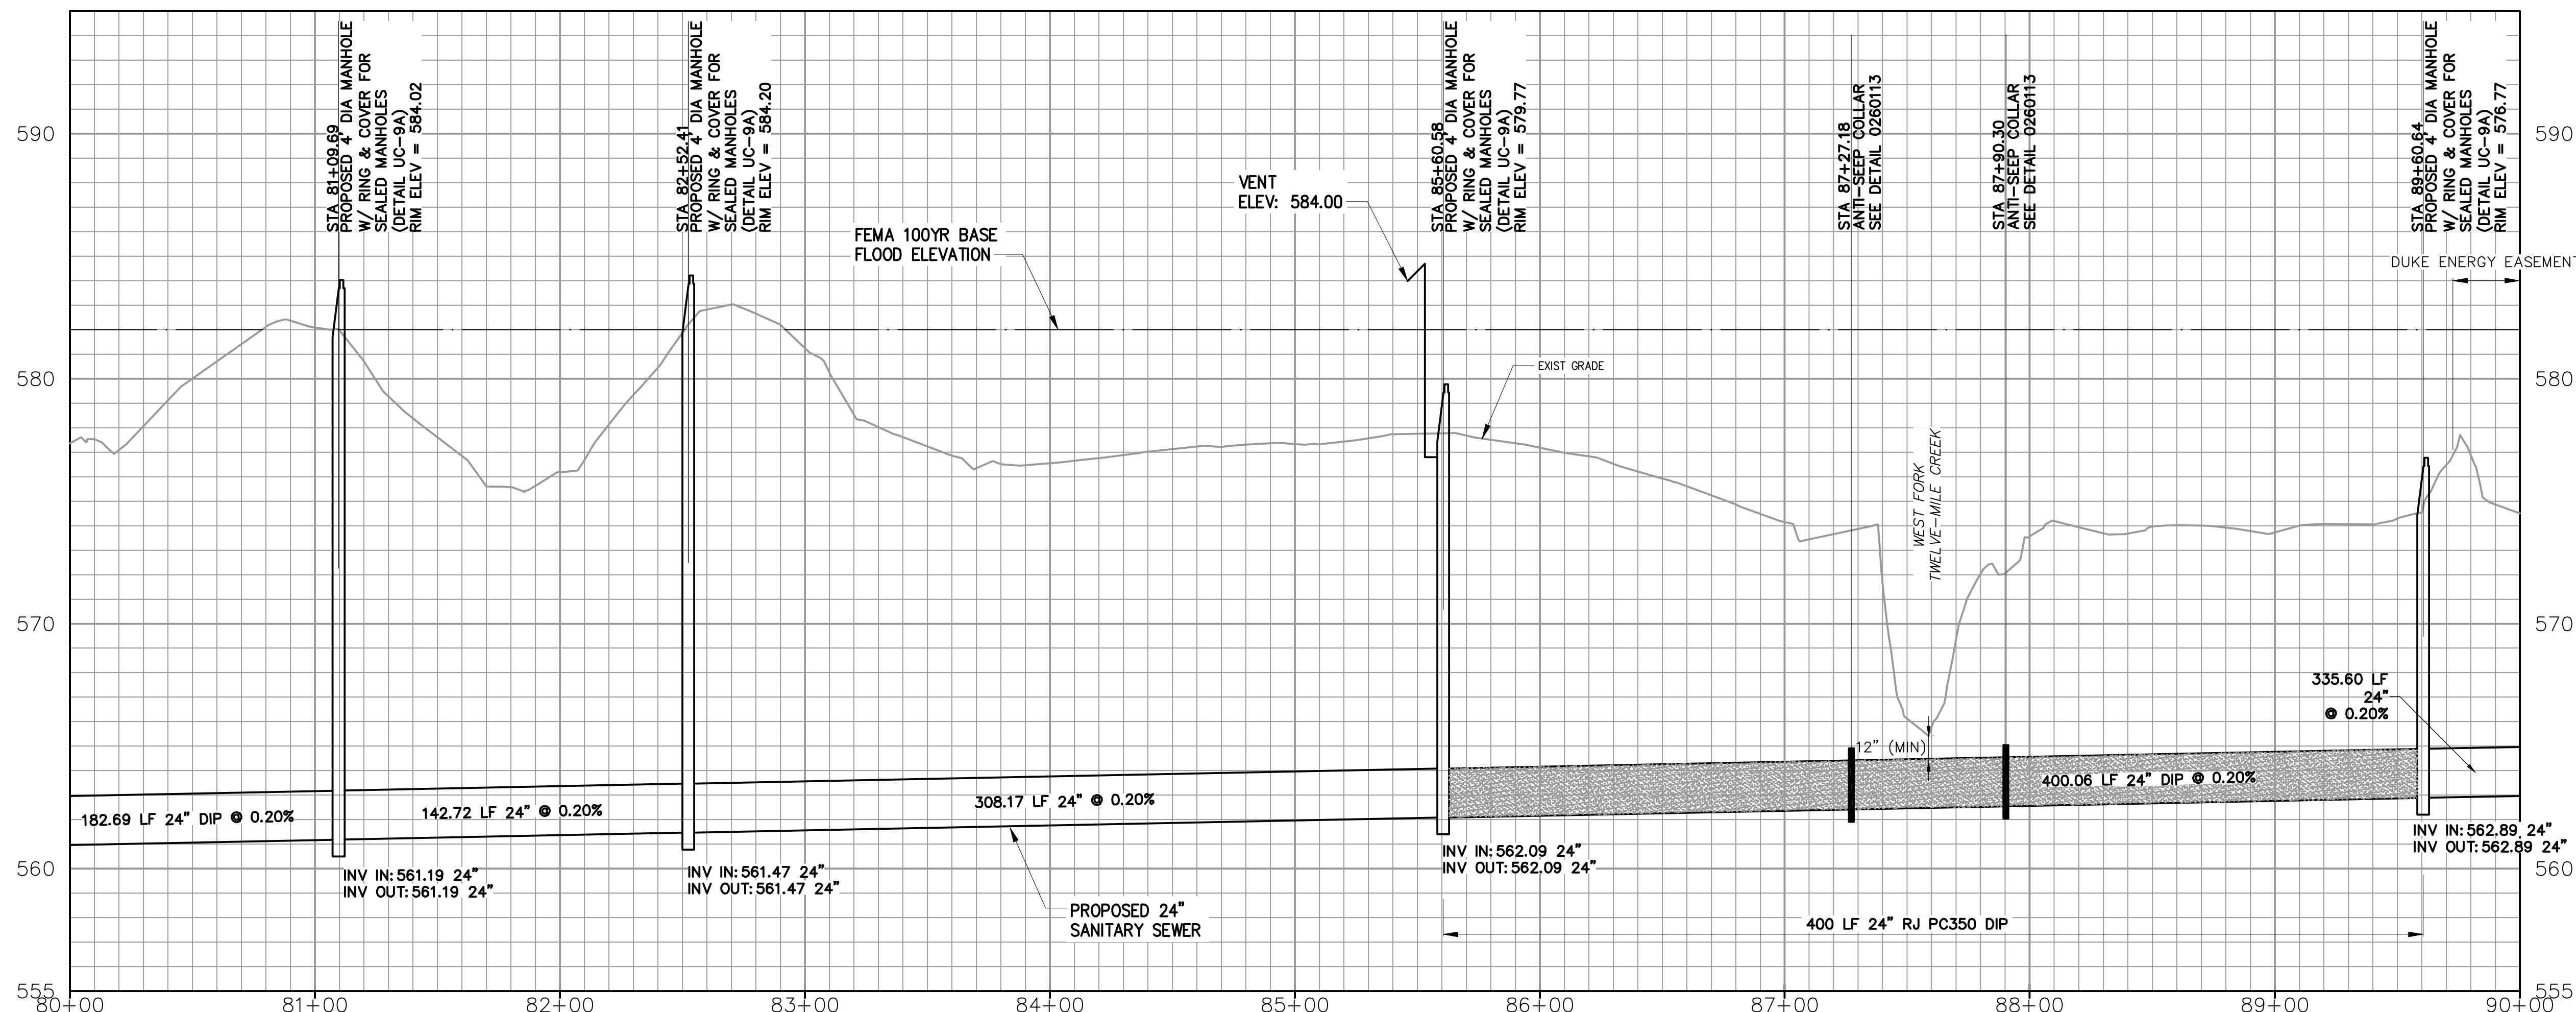 STA 81+09.69
PROPOSED 4' DIA MANHOLE
W/ RING & COVER FOR
SEALED MANHOLES
(DETAIL UC-9A)
RIM ELEV = 584.02
STA 82+52.41
PROPOSED 4' DIA MANHOLE
W/ RING & COVER FOR
SEALED MANHOLES
(DETAIL UC-9A)
RIM ELEV = 584.20
STA 85+60.58
PROPOSED 4' DIA MANHOLE
W/ RING & COVER FOR
SEALED MANHOLES
(DETAIL UC-9A)
RIM ELEV = 579.77
STA 87+27.18
ANTI-SEEP COLLAR
SEE DETAIL 0260113
STA 87+90.30
ANTI-SEEP COLLAR
SEE DETAIL 0260113
STA 89+60.64
PROPOSED 4' DIA MANHOLE
W/ RING & COVER FOR
SEALED MANHOLES
(DETAIL UC-9A)
RIM ELEV = 576.77
590
590
VENT
ELEV: 584.00
FEMA 100YR BASE
FLOOD ELEVATION
DUKE ENERGY EASEMENT
580
EXIST GRADE
580
WEST FORK
TWELVE-MILE CREEK
570
570
335.60 LF
24"
@ 0.20%
12" (MIN)
182.69 LF 24" DIP @ 0.20%
142.72 LF 24" @ 0.20%
308.17 LF 24" @ 0.20%
400.06 LF 24" DIP @ 0.20%
INV IN: 561.19 24"
INV OUT: 561.19 24"
INV IN: 561.47 24"
INV OUT: 561.47 24"
INV IN: 562.09 24"
INV OUT: 562.09 24"
INV IN: 562.89 24"
INV OUT: 562.89 24"
560
560
PROPOSED 24"
SANITARY SEWER
400 LF 24" RJ PC350 DIP
555
555
80+00
81+00
82+00
83+00
84+00
85+00
86+00
87+00
88+00
89+00
90+00